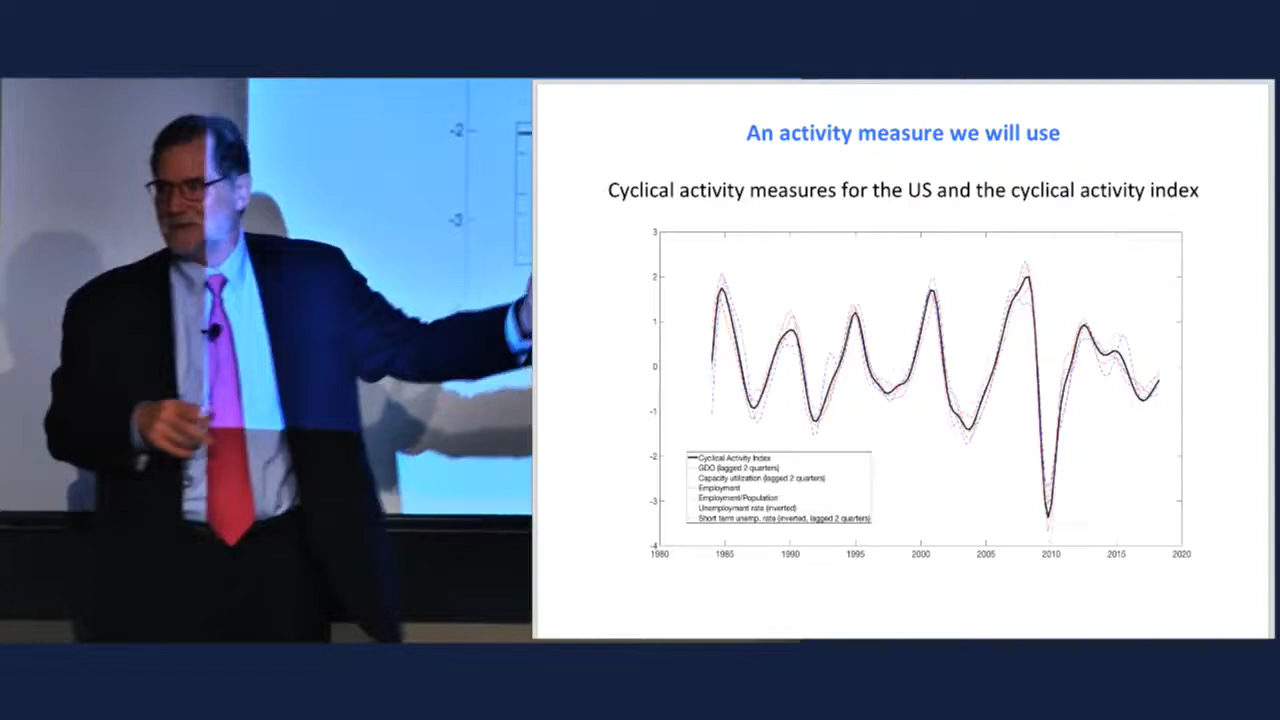 -2
-3
An activity measure we will use
Cyclical activity measures for the US and the cyclical activity index
3
2
1
0
-1
-2
-3
-4
Cyclical Activity Index
GDO (lagged 2 quarters)
Capacity utilization (lagged 2 quarters)
Employment
Employment/Population
Unemployment rate (inverted)
Short term unemp. rate (inverted, lagged 2 quarters)
1980 1985 1990 1995 2000 2005 2010 2015 2020